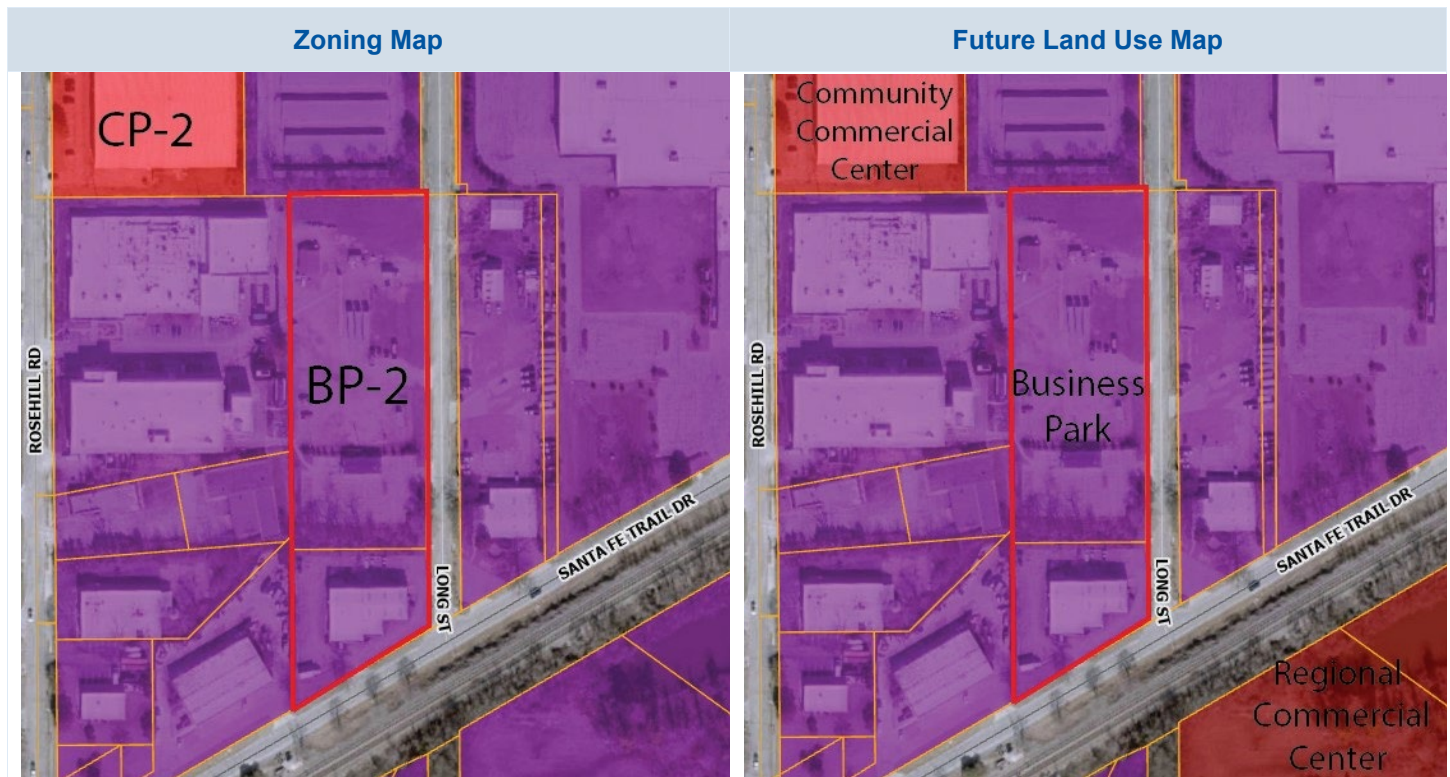 Zoning Map
Future Land Use Map
CP-2
BP-2
ROSEHILL RD
LONG ST
SANTA FE TRAIL DR
Community
Commercial
Center
Business
Park
ROSEHILL RD
LONG ST
SANTA FE TRAIL DR
Regional
Commercial
Center